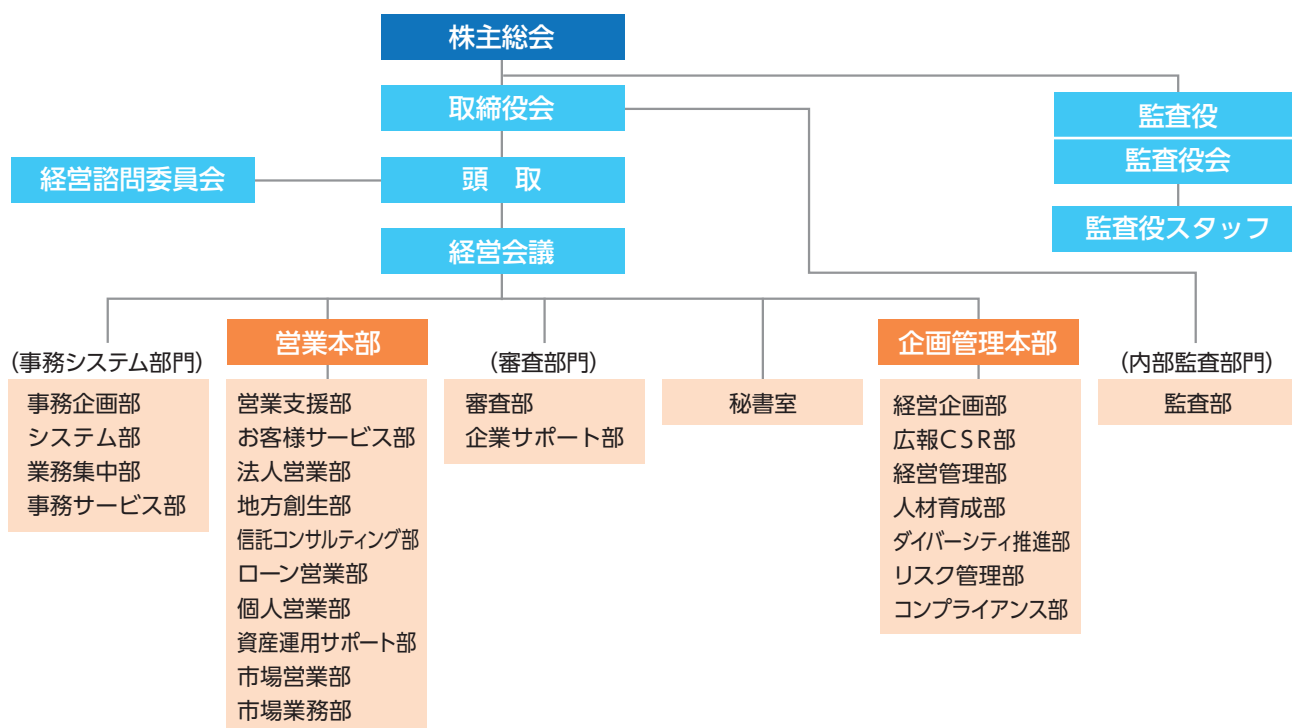 株主総会
取締役会
監査役
監査役会
経営諮問委員会
頭　取
監査役スタッフ
経営会議
(事務システム部門)
事務企画部
システム部
業務集中部
事務サービス部
営業本部
営業支援部
お客様サービス部
法人営業部
地方創生部
信託コンサルティング部
ローン営業部
個人営業部
資産運用サポート部
市場営業部
市場業務部
(審査部門)
審査部
企業サポート部
秘書室
企画管理本部
経営企画部
広報CSR部
経営管理部
人材育成部
ダイバーシティ推進部
リスク管理部
コンプライアンス部
(内部監査部門)
監査部